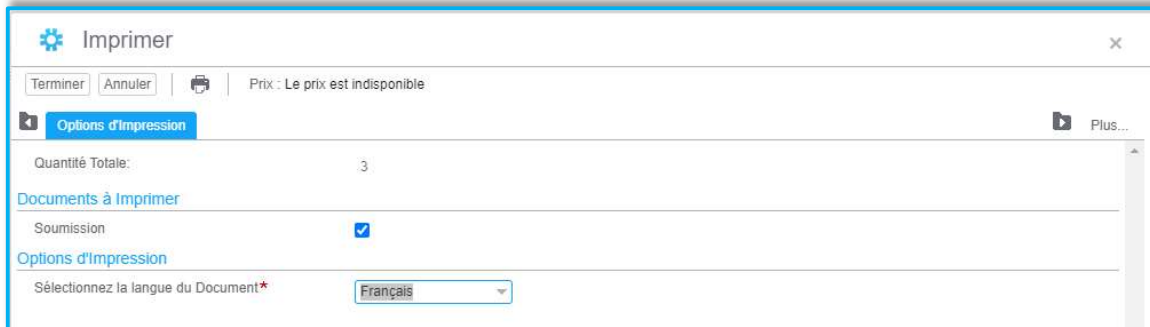 Imprimer
Terminer Annuler Prix : Le prix est indisponible
Options d'Impression Plus...
Quantité Totale: 3
Documents à Imprimer
Soumission
Options d'Impression
Sélectionnez la langue du Document* Français